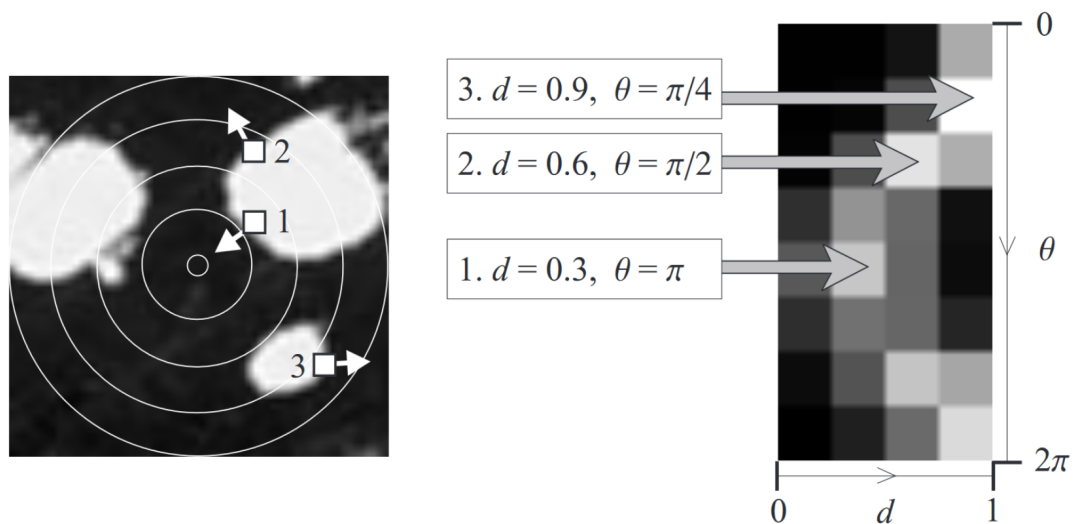 2
1
3
3. d = 0.9, θ = π/4
2. d = 0.6, θ = π/2
1. d = 0.3, θ = π
0
θ
2π
0
d
1